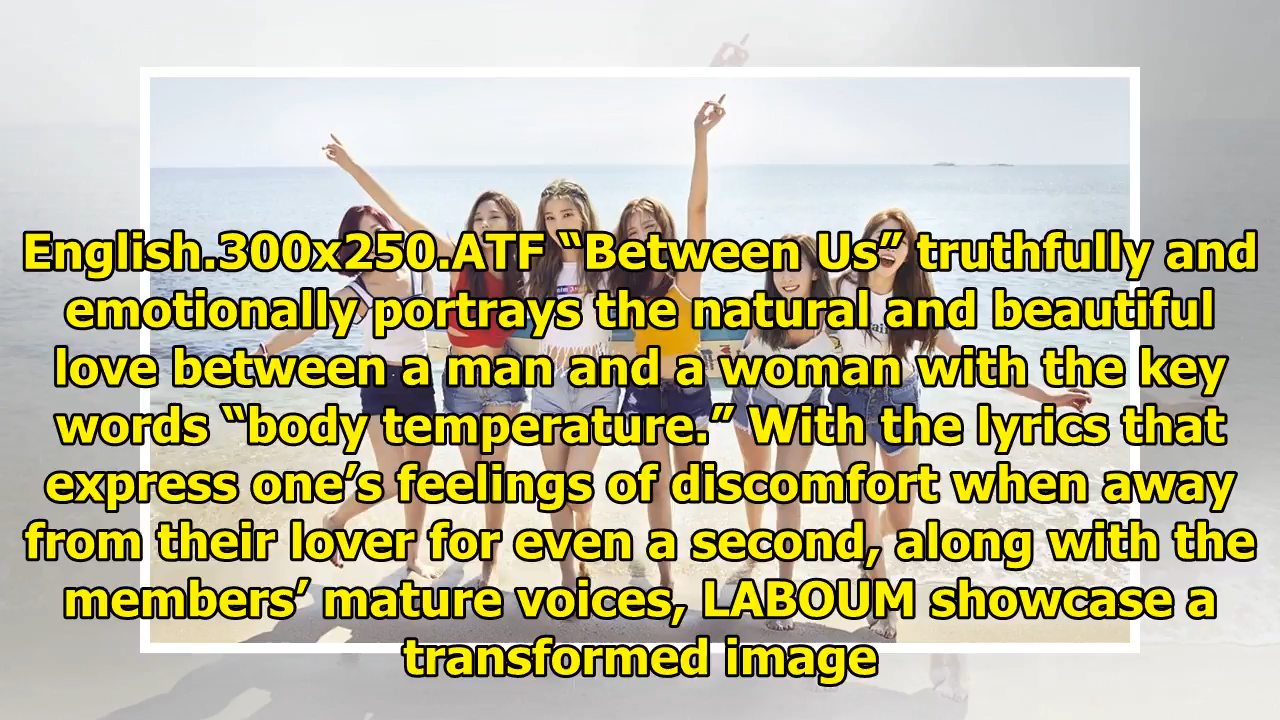 English.300x250.ATF “Between Us” truthfully and
emotionally portrays the natural and beautiful
love between a man and a woman with the key
words “body temperature.” With the lyrics that
express one’s feelings of discomfort when away
from their lover for even a second, along with the
members’ mature voices, LABOUM showcase a
transformed image